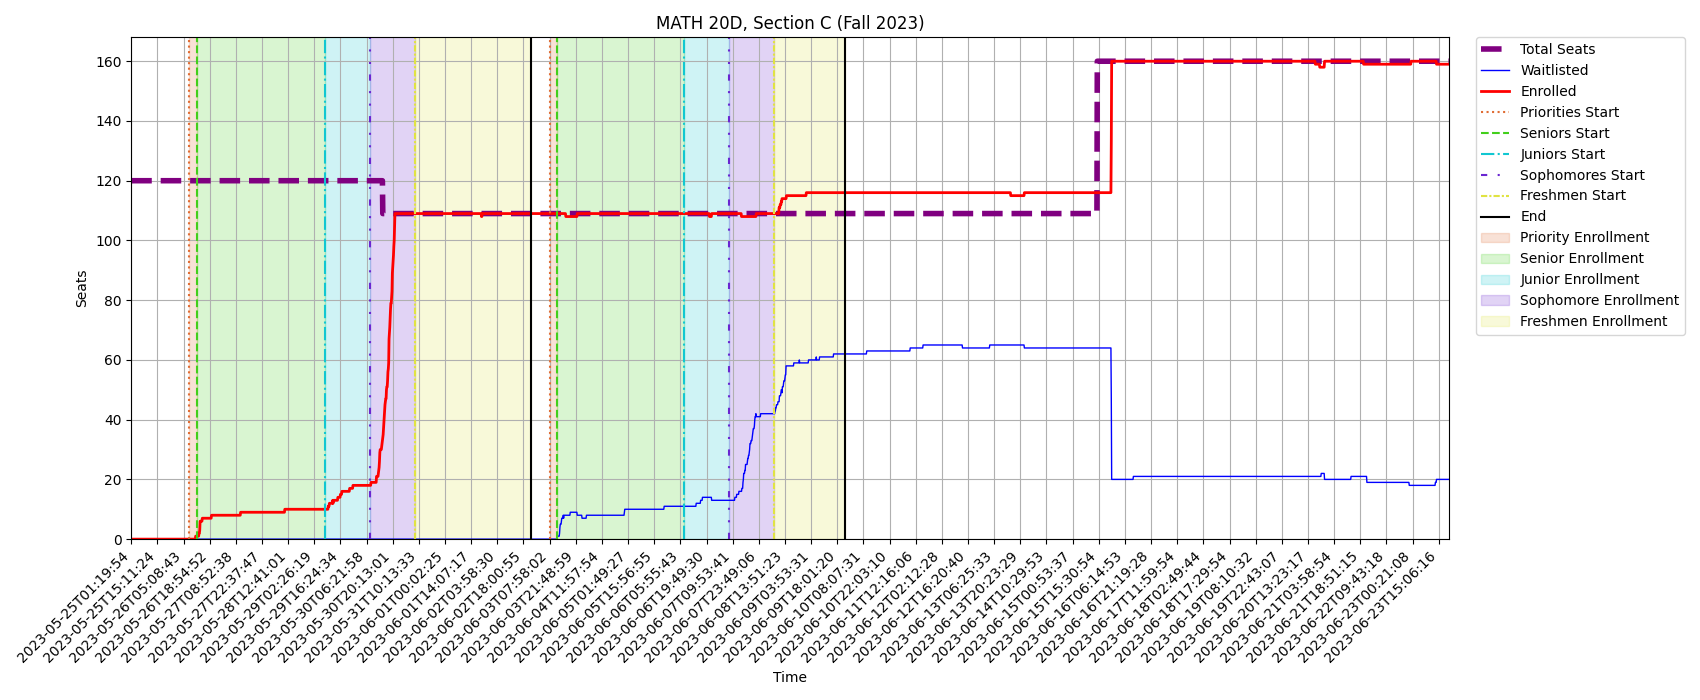 MATH 20D, Section C (Fall 2023)
Total Seats
Waitlisted
Enrolled
Priorities Start
Seniors Start
Juniors Start
Sophomores Start
Freshmen Start
End
Priority Enrollment
Senior Enrollment
Junior Enrollment
Sophomore Enrollment
Freshmen Enrollment
Seats
160
140
120
100
80
60
40
20
0
2023-05-25T01:19:54
2023-05-25T15:11:24
2023-05-26T05:08:43
2023-05-26T18:54:52
2023-05-27T08:52:38
2023-05-27T22:37:47
2023-05-28T12:41:01
2023-05-29T02:26:19
2023-05-29T16:24:34
2023-05-30T06:21:58
2023-05-30T20:13:01
2023-05-31T10:13:33
2023-06-01T00:02:25
2023-06-01T14:07:17
2023-06-02T03:58:30
2023-06-02T18:00:55
2023-06-03T07:58:02
2023-06-03T21:48:59
2023-06-04T11:57:54
2023-06-05T01:49:27
2023-06-05T15:56:55
2023-06-06T05:55:43
2023-06-06T19:49:30
2023-06-07T09:53:41
2023-06-07T23:49:06
2023-06-08T13:51:23
2023-06-09T03:53:31
2023-06-09T18:01:20
2023-06-10T08:07:31
2023-06-10T22:03:10
2023-06-11T12:16:06
2023-06-12T02:12:28
2023-06-12T16:20:40
2023-06-13T06:25:33
2023-06-13T20:23:29
2023-06-14T10:29:53
2023-06-15T00:53:37
2023-06-15T15:30:54
2023-06-16T06:14:53
2023-06-16T21:19:28
2023-06-17T11:59:54
2023-06-18T02:49:44
2023-06-18T17:29:54
2023-06-19T08:10:32
2023-06-19T22:43:07
2023-06-20T13:23:17
2023-06-21T03:58:54
2023-06-21T18:51:15
2023-06-22T09:43:18
2023-06-23T00:21:08
2023-06-23T15:06:16
Time